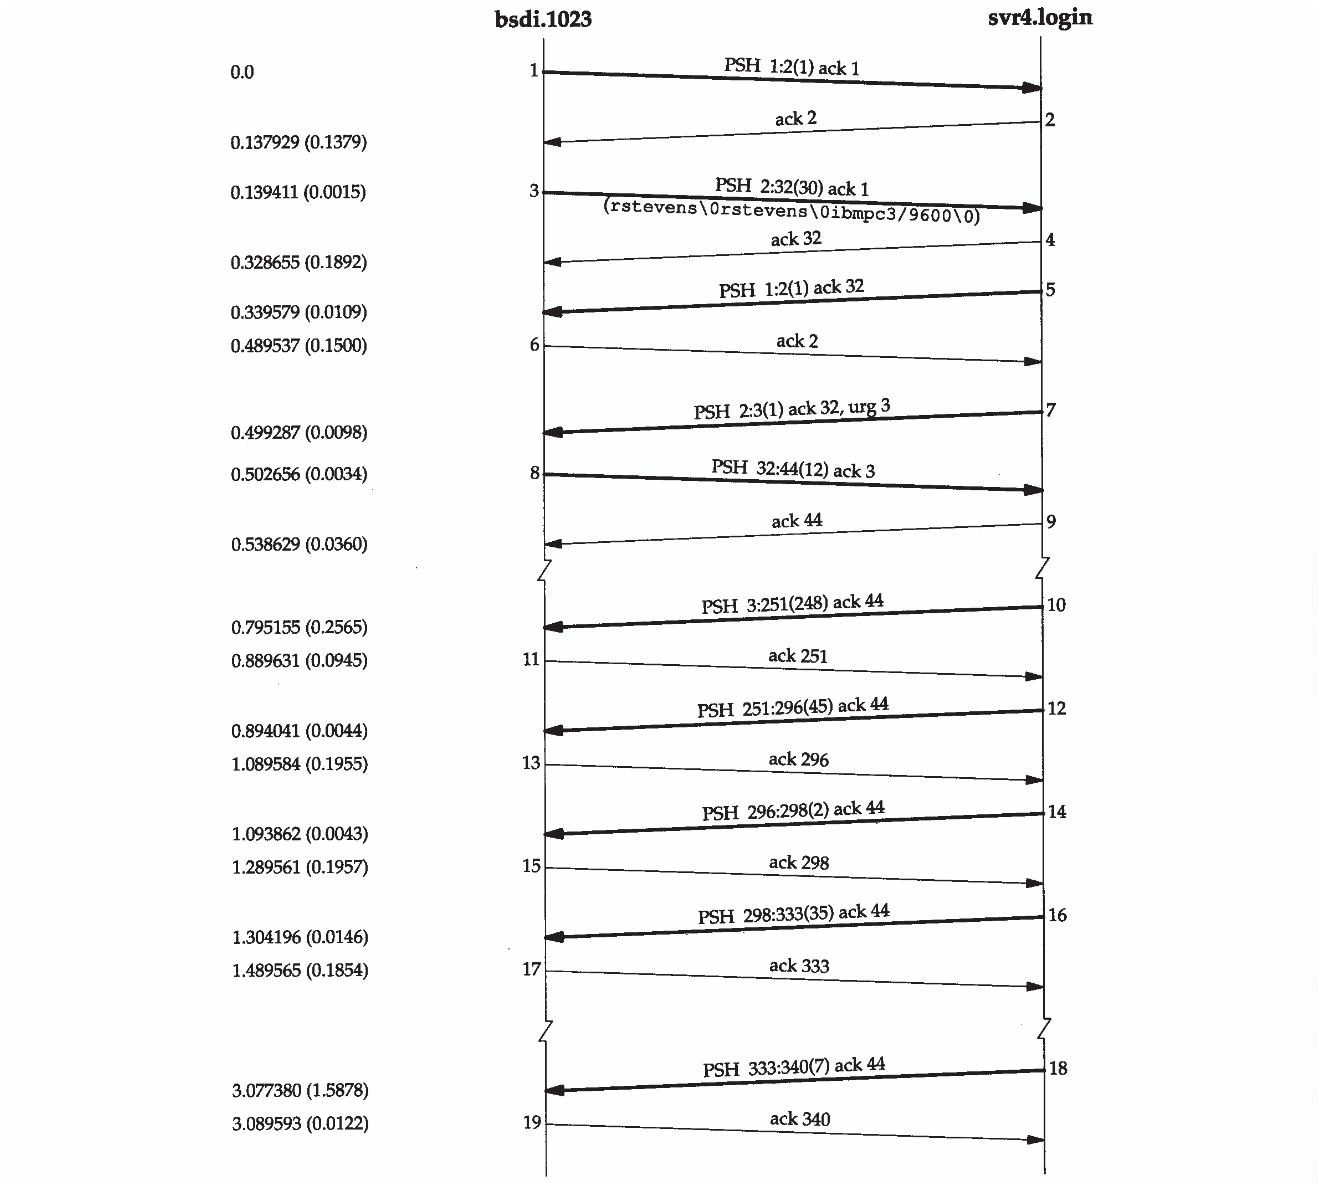 bsdi.1023 svr4.login
0.0 1 PSH 1:2(1) ack 1
ack 2 2
0.137929 (0.1379)
0.139411 (0.0015) 3 PSH 2:32(30) ack 1
(rstevens\0rstevens\0ibmpc3/9600\0)
ack 32 4
0.328655 (0.1892)
PSH 1:2(1) ack 32 5
0.339579 (0.0109)
0.489537 (0.1500) 6 ack 2
PSH 2:3(1) ack 32, urg 3 7
0.499287 (0.0098)
0.502656 (0.0034) 8 PSH 32:44(12) ack 3
ack 44 9
0.538629 (0.0360)
PSH 3:251(248) ack 44 10
0.795155 (0.2565)
0.889631 (0.0945) 11 ack 251
PSH 251:296(45) ack 44 12
0.894041 (0.0044)
1.089584 (0.1955) 13 ack 296
PSH 296:298(2) ack 44 14
1.093862 (0.0043)
1.289561 (0.1957) 15 ack 298
PSH 298:333(35) ack 44 16
1.304196 (0.0146)
1.489565 (0.1854) 17 ack 333
PSH 333:340(7) ack 44 18
3.077380 (1.5878)
3.089593 (0.0122) 19 ack 340